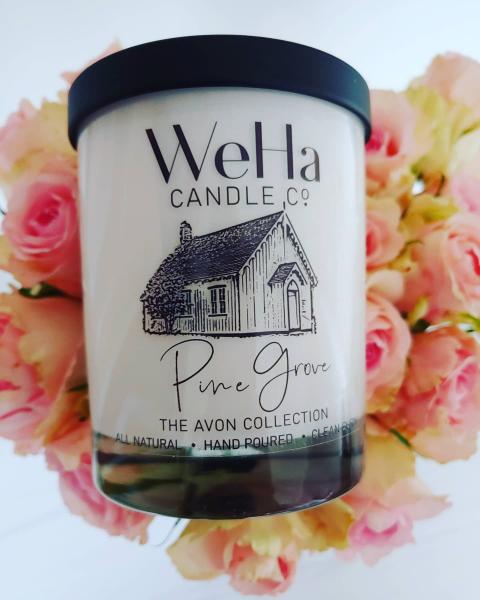 WeHa
CANDLE Co
Pine Grove
THE AVON COLLECTION
ALL NATURAL • HAND POURED • CLEAN